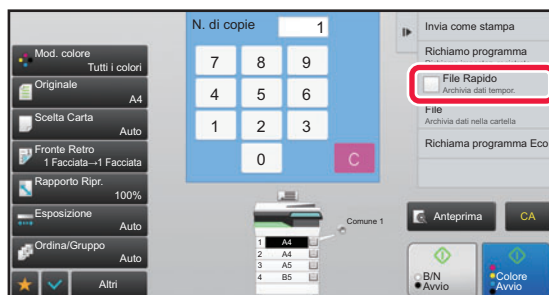 N. di copie
1
Mod. colore
Tutti i colori
Originale
A4
Scelta Carta
Auto
Fronte Retro
1 Facciata→1 Facciata
Rapporto Ripr.
100%
Esposizione
Auto
Ordina/Gruppo
Auto
Altri
7 8 9
4 5 6
1 2 3
0 C
Comune 1
1 A4
2 A4
3 A5
4 B5
Invia come stampa
Richiamo programma
File Rapido
Archivia dati tempor.
File
Archivia dati nella cartella
Richiama programma Eco
Anteprima
CA
B/N
Avvio
Colore
Avvio